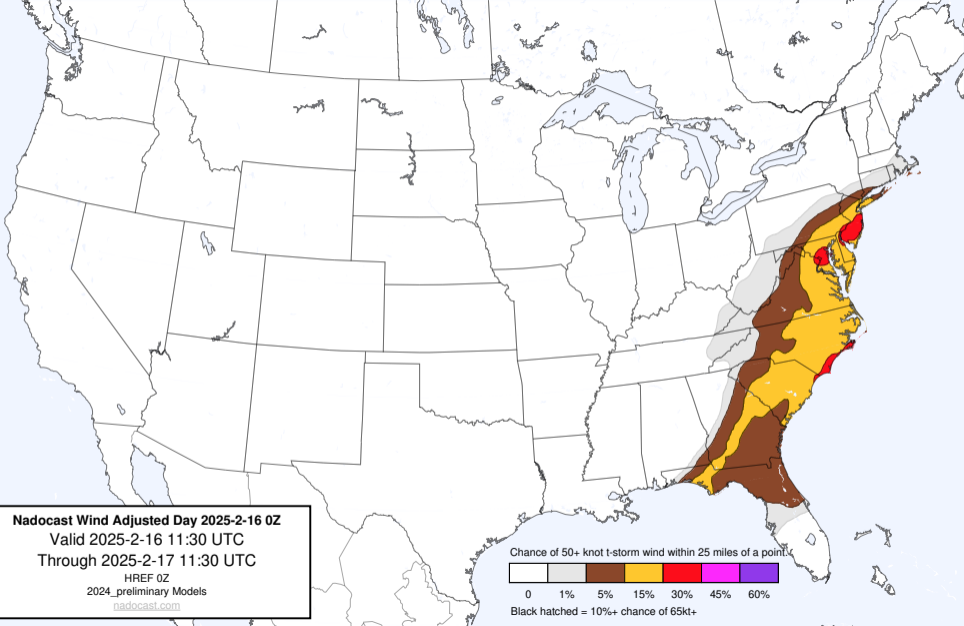 Nadocast Wind Adjusted Day 2025-2-16 0Z
Valid 2025-2-16 11:30 UTC
Through 2025-2-17 11:30 UTC
HREF 0Z
2024_preliminary Models
nadocast.com
Chance of 50+ knot t-storm wind within 25 miles of a point.
0 1% 5% 15% 30% 45% 60%
Black hatched = 10%+ chance of 65kt+